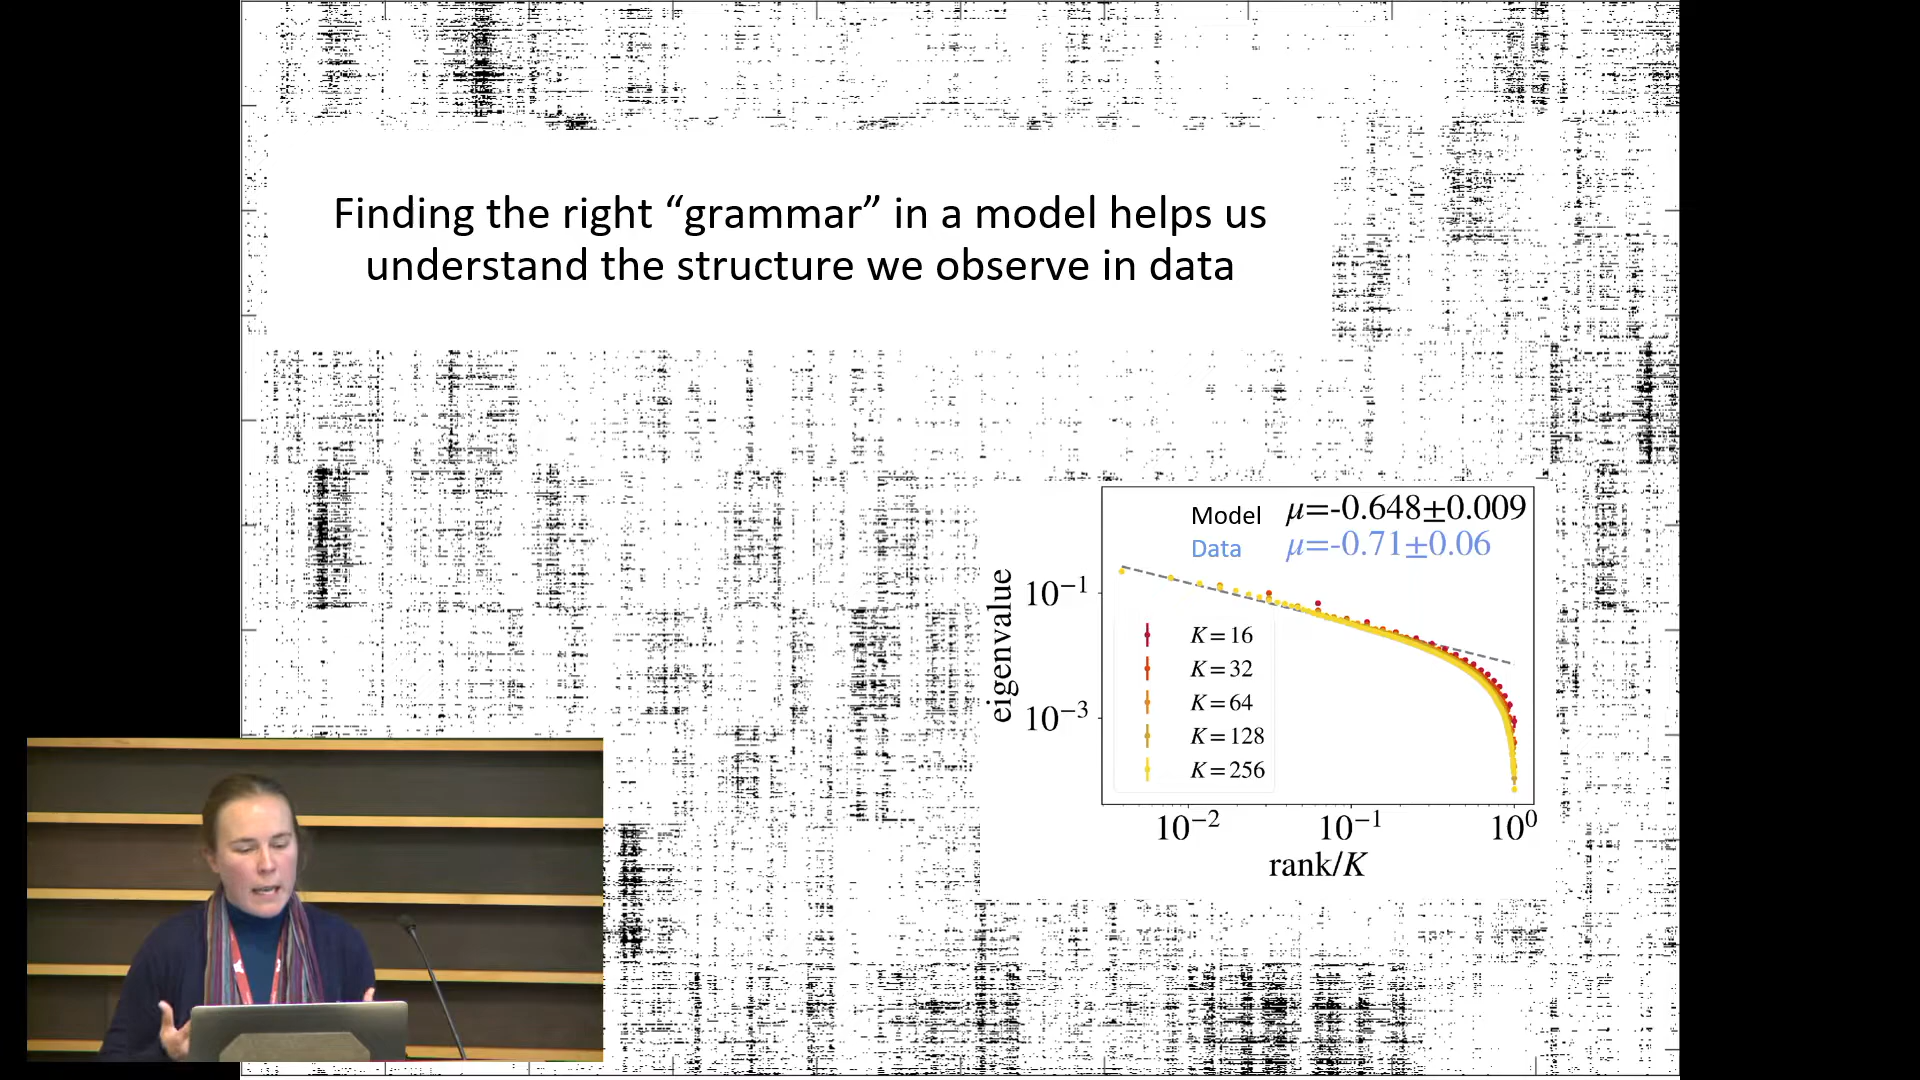 Finding the right “grammar” in a model helps us
understand the structure we observe in data
Model μ=-0.648±0.009
Data μ=-0.71±0.06
eigenvalue
10⁻¹
10⁻³
K = 16
K = 32
K = 64
K = 128
K = 256
10⁻² 10⁻¹ 10⁰
rank/K